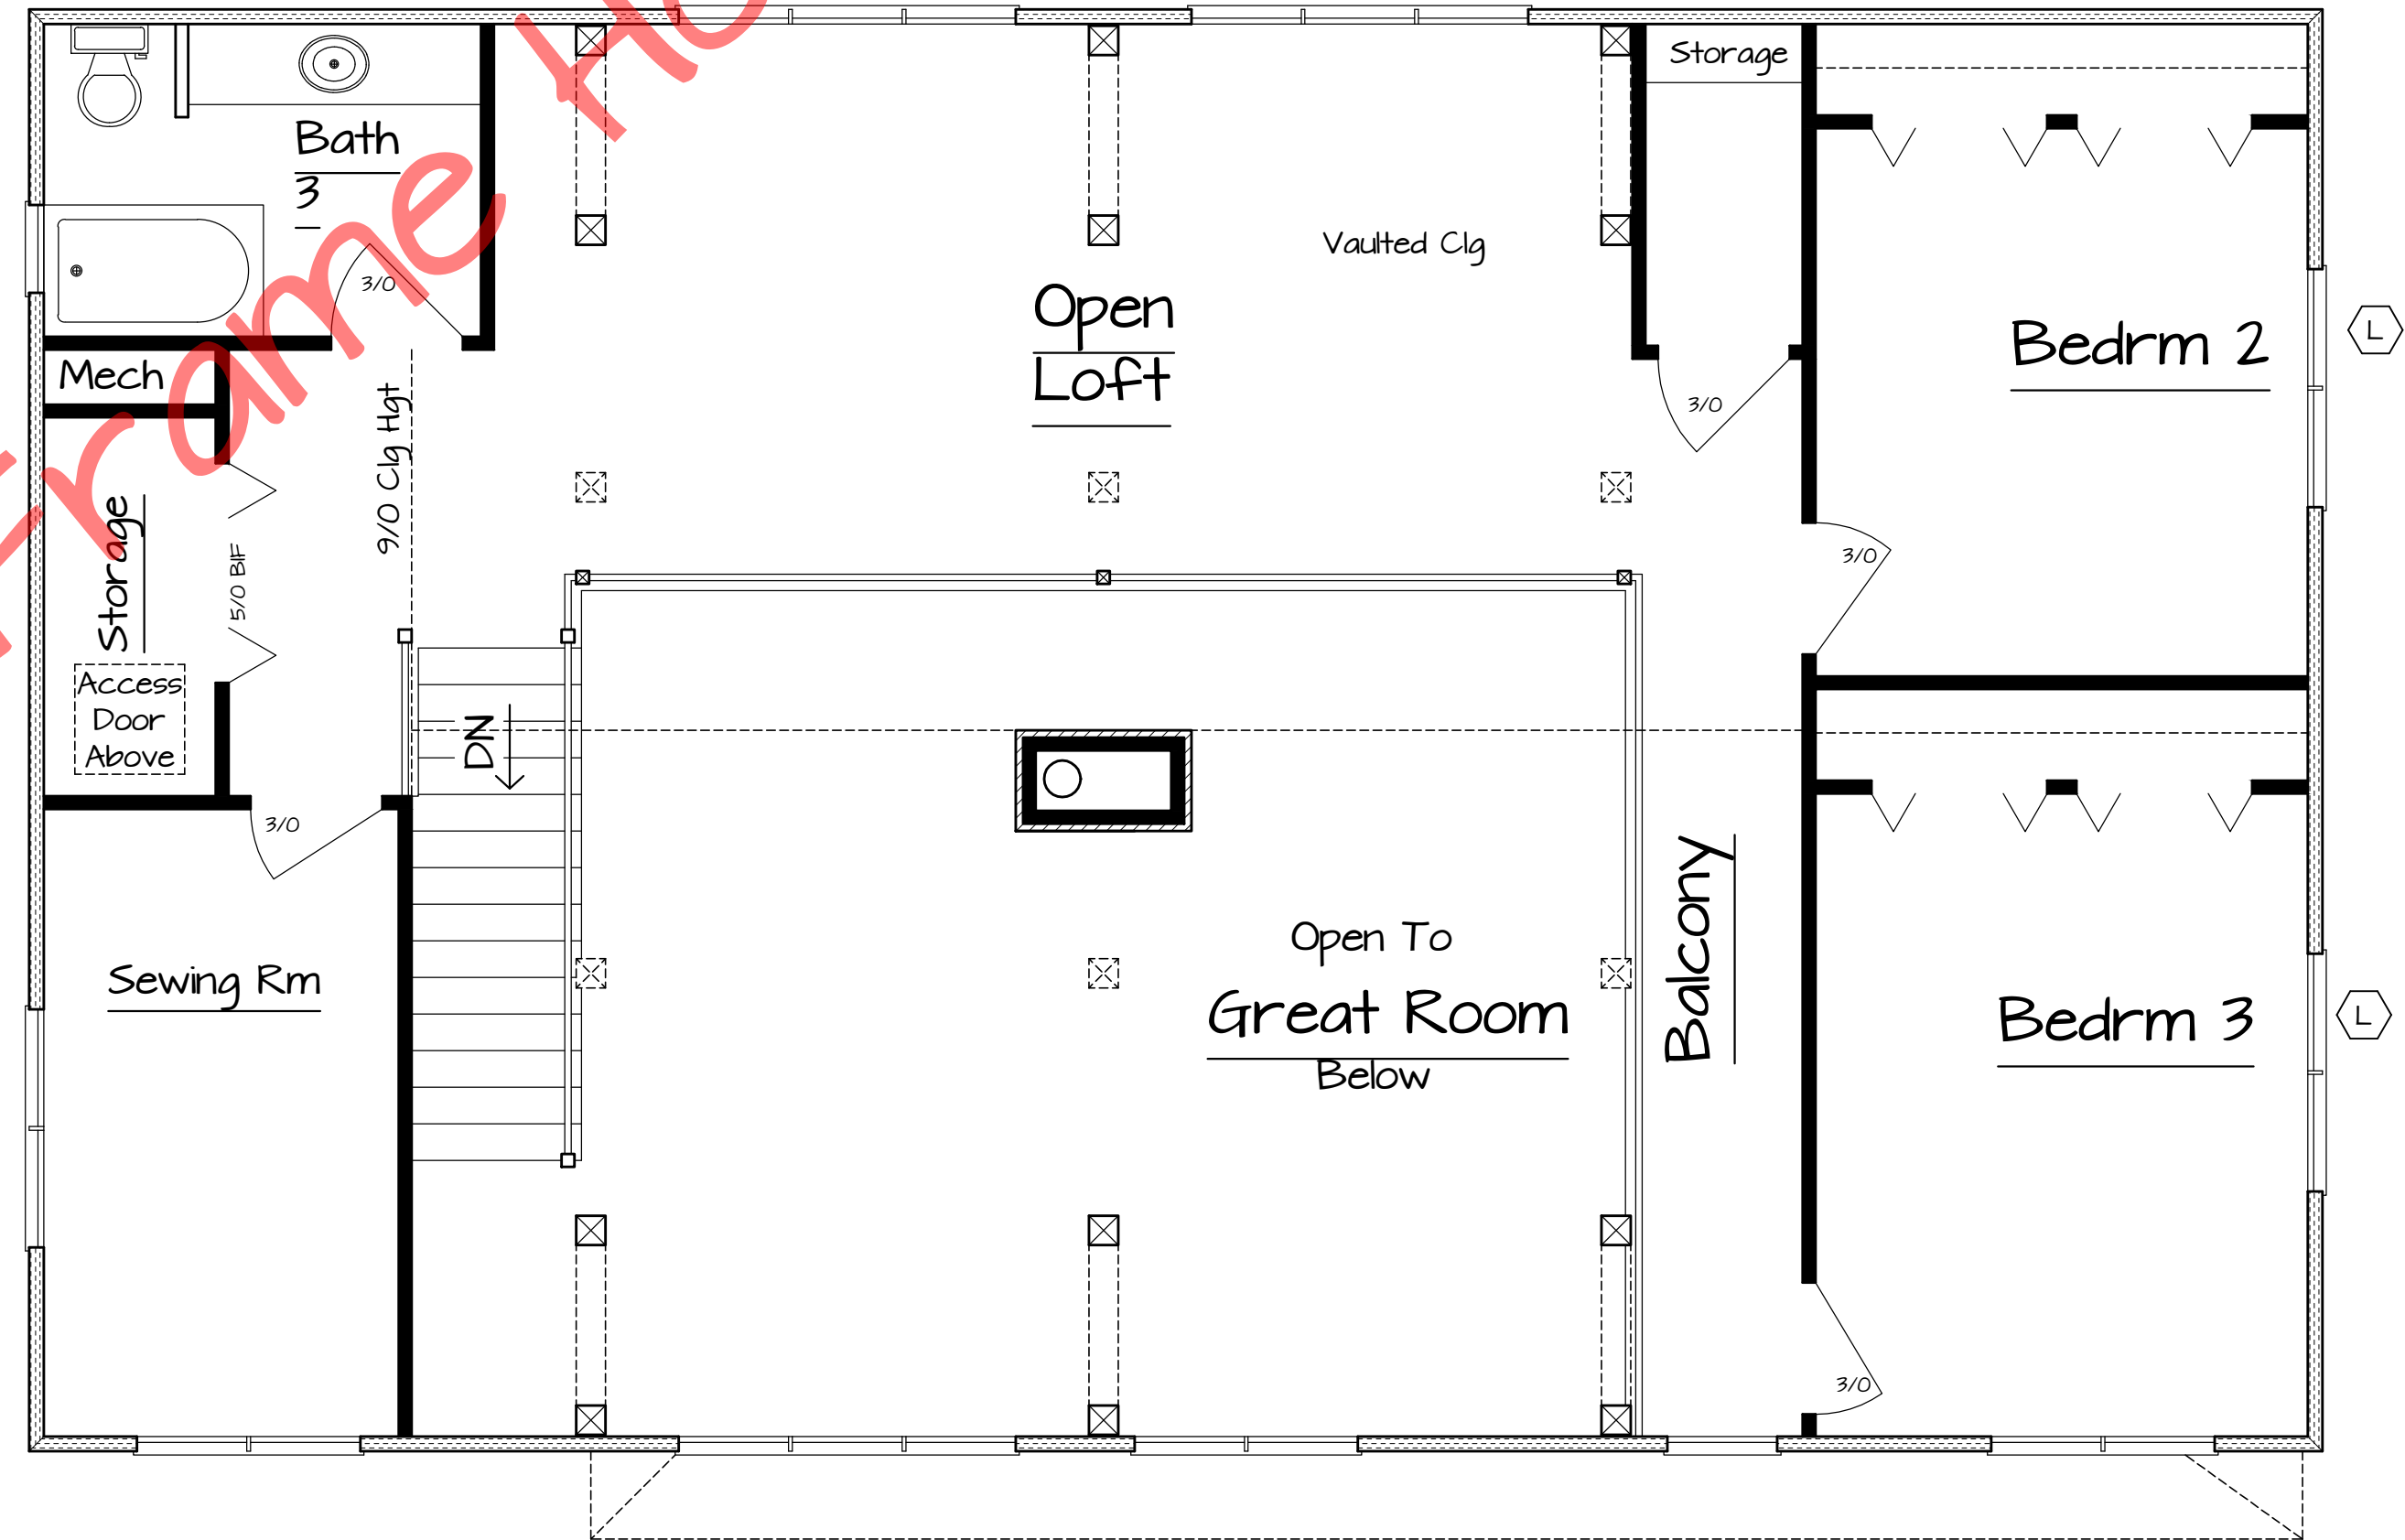 Frame Ho
Storage
Bath
3
3/0
Vaulted Clg
Open
Loft
Bedrm 2
L
Mech
9/0 Clg Hgt
3/0
Storage
5/0 BIF
3/0
Access
Door
Above
DN
3/0
Balcony
Open To
Great Room
Below
Sewing Rm
Bedrm 3
L
3/0